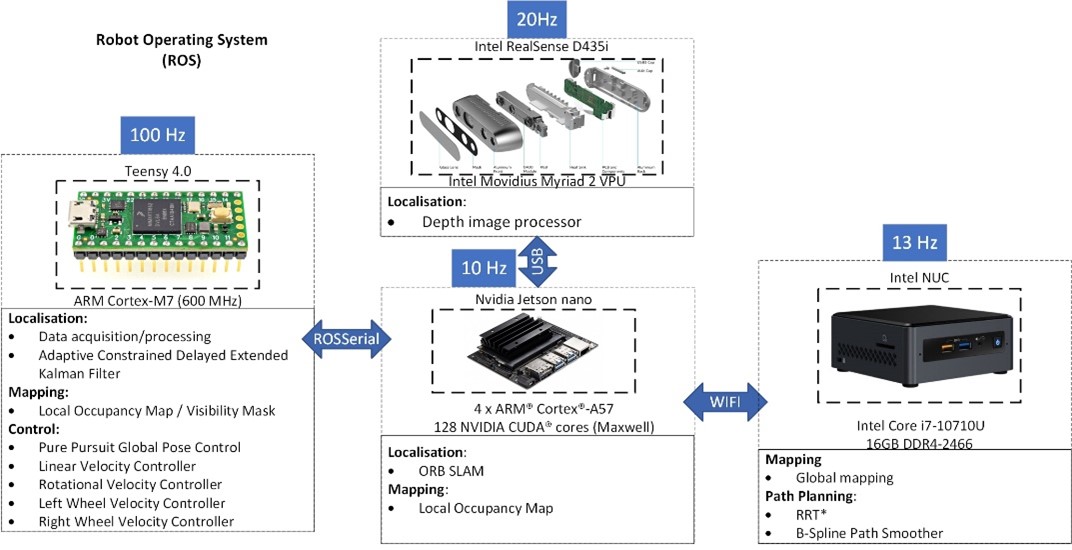 Robot Operating System
(ROS)
20Hz
Intel RealSense D435i
Intel Movidius Myriad 2 VPU
Localisation:
• Depth image processor
100 Hz
Teensy 4.0
ARM Cortex-M7 (600 MHz)
Localisation:
• Data acquisition/processing
• Adaptive Constrained Delayed Extended
Kalman Filter
Mapping:
• Local Occupancy Map / Visibility Mask
Control:
• Pure Pursuit Global Pose Control
• Linear Velocity Controller
• Rotational Velocity Controller
• Left Wheel Velocity Controller
• Right Wheel Velocity Controller
ROSSerial
USB
10 Hz
Nvidia Jetson nano
4 x ARM® Cortex®-A57
128 NVIDIA CUDA® cores (Maxwell)
Localisation:
• ORB SLAM
Mapping:
• Local Occupancy Map
WIFI
13 Hz
Intel NUC
Intel Core i7-10710U
16GB DDR4-2466
Mapping
• Global mapping
Path Planning:
• RRT*
• B-Spline Path Smoother